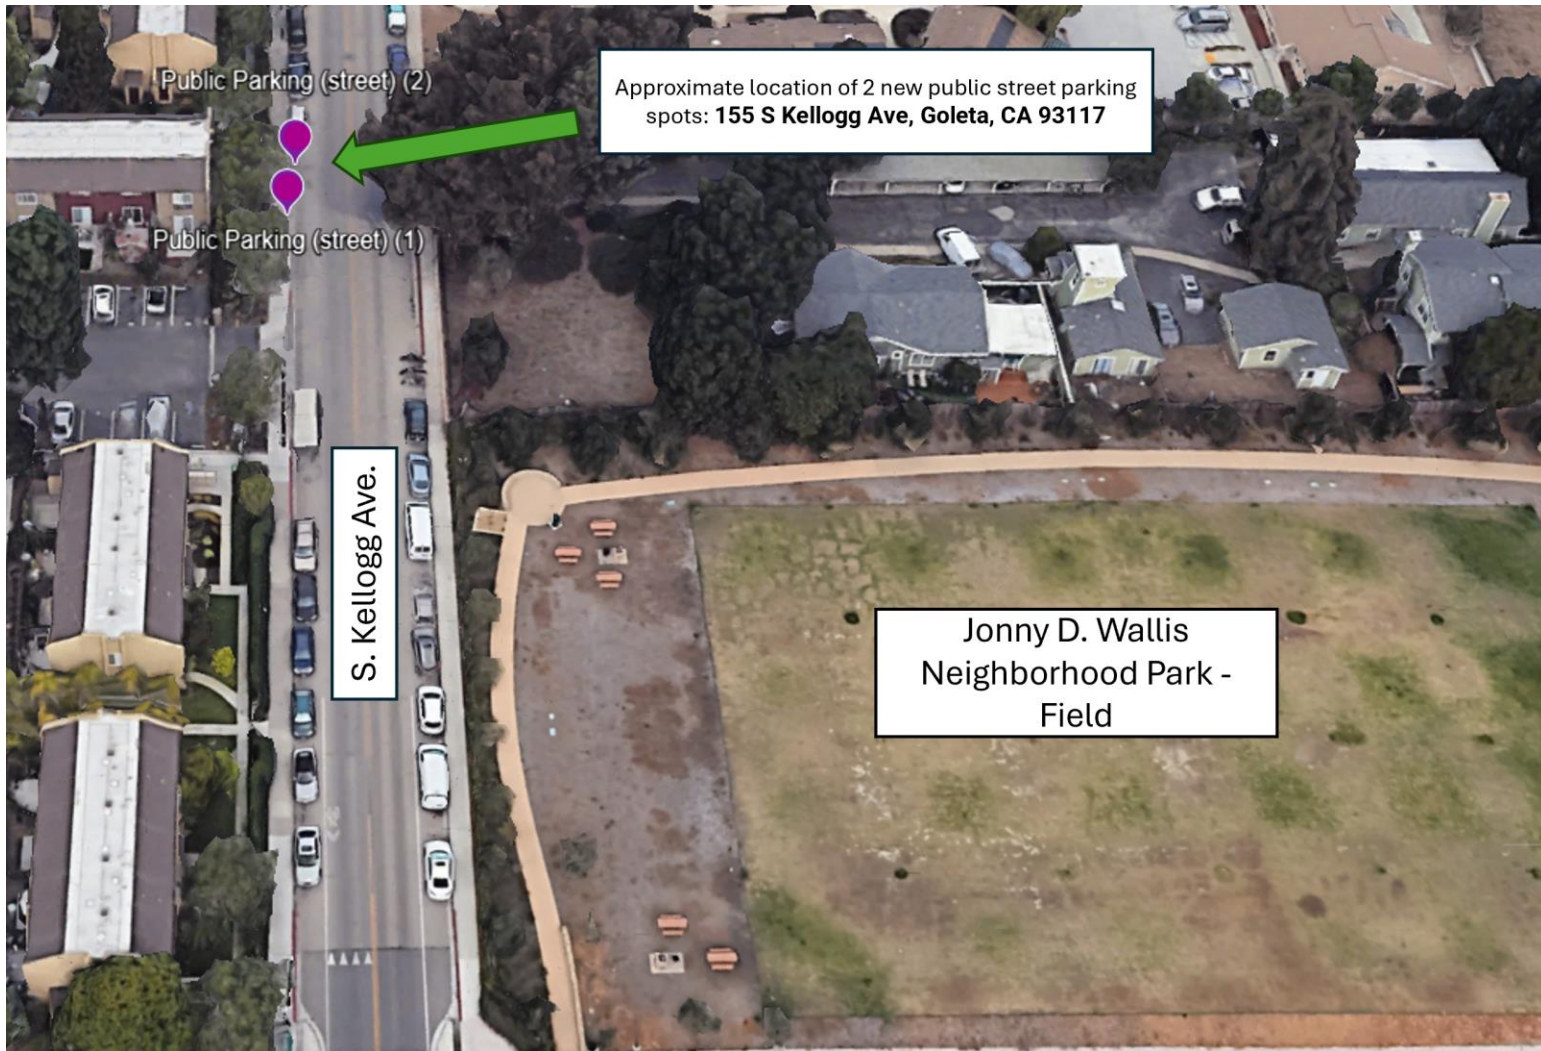 Public Parking (street) (2)
Approximate location of 2 new public street parking
spots: 155 S Kellogg Ave, Goleta, CA 93117
Public Parking (street) (1)
S. Kellogg Ave.
Jonny D. Wallis
Neighborhood Park -
Field